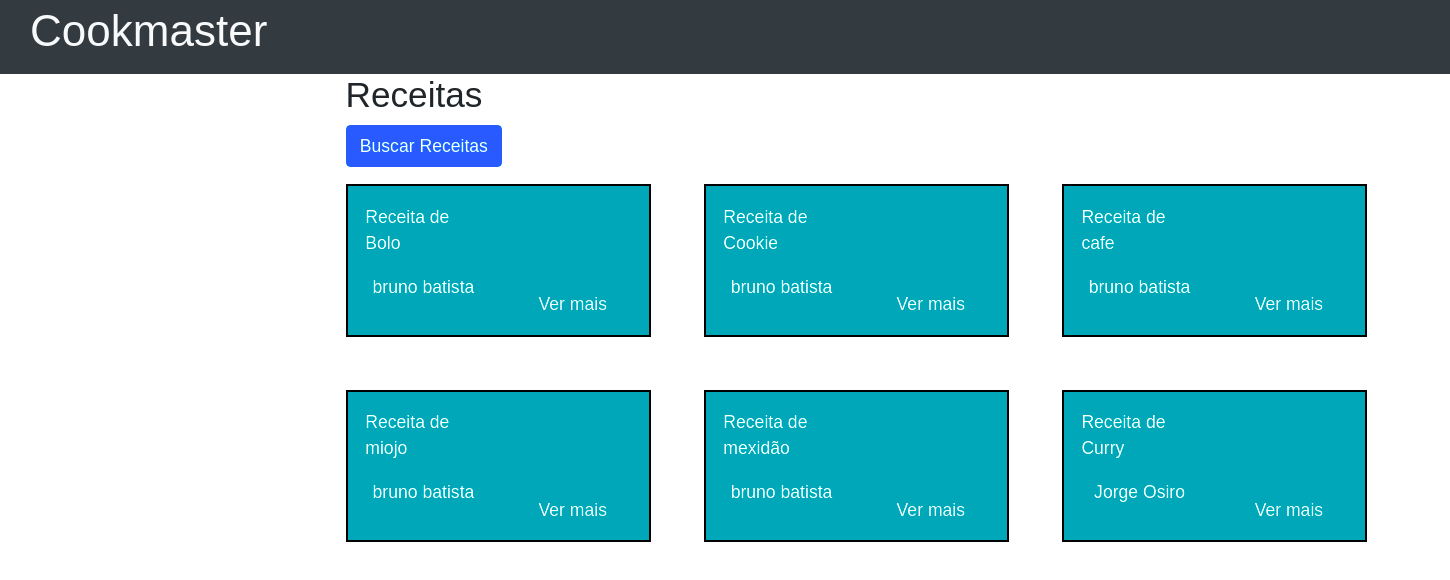 Cookmaster
Receitas
Buscar Receitas
Receita de
Bolo
bruno batista
Ver mais
Receita de
Cookie
bruno batista
Ver mais
Receita de
cafe
bruno batista
Ver mais
Receita de
miojo
bruno batista
Ver mais
Receita de
mexidão
bruno batista
Ver mais
Receita de
Curry
Jorge Osiro
Ver mais